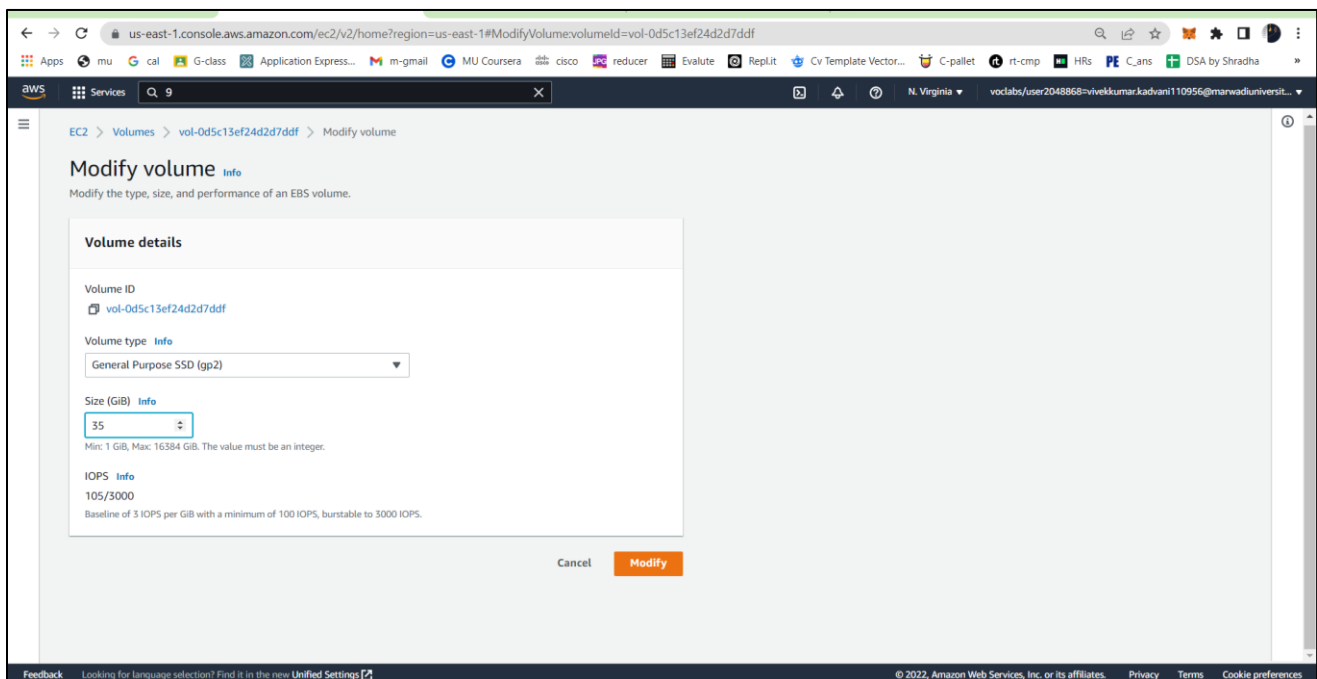 us-east-1.console.aws.amazon.com/ec2/v2/home?region=us-east-1#ModifyVolume:volumeId=vol-0d5c13ef24d2d7ddf
Apps mu cal G-class Application Express... m-gmail MU Coursera cisco reducer Evalute Repl.it Cv Template Vector... C-pallet rt-cmp HRs C_ans DSA by Shradha »
aws Services 9 N. Virginia voclabs/user2048868=vivekkumar.kadvani110956@marwadiuniversit...
EC2 > Volumes > vol-0d5c13ef24d2d7ddf > Modify volume
Modify volume Info
Modify the type, size, and performance of an EBS volume.
Volume details
Volume ID
vol-0d5c13ef24d2d7ddf
Volume type Info
General Purpose SSD (gp2)
Size (GiB) Info
35
Min: 1 GiB, Max: 16384 GiB. The value must be an integer.
IOPS Info
105/3000
Baseline of 3 IOPS per GiB with a minimum of 100 IOPS, burstable to 3000 IOPS.
Cancel Modify
Feedback Looking for language selection? Find it in the new Unified Settings © 2022, Amazon Web Services, Inc. or its affiliates. Privacy Terms Cookie preferences